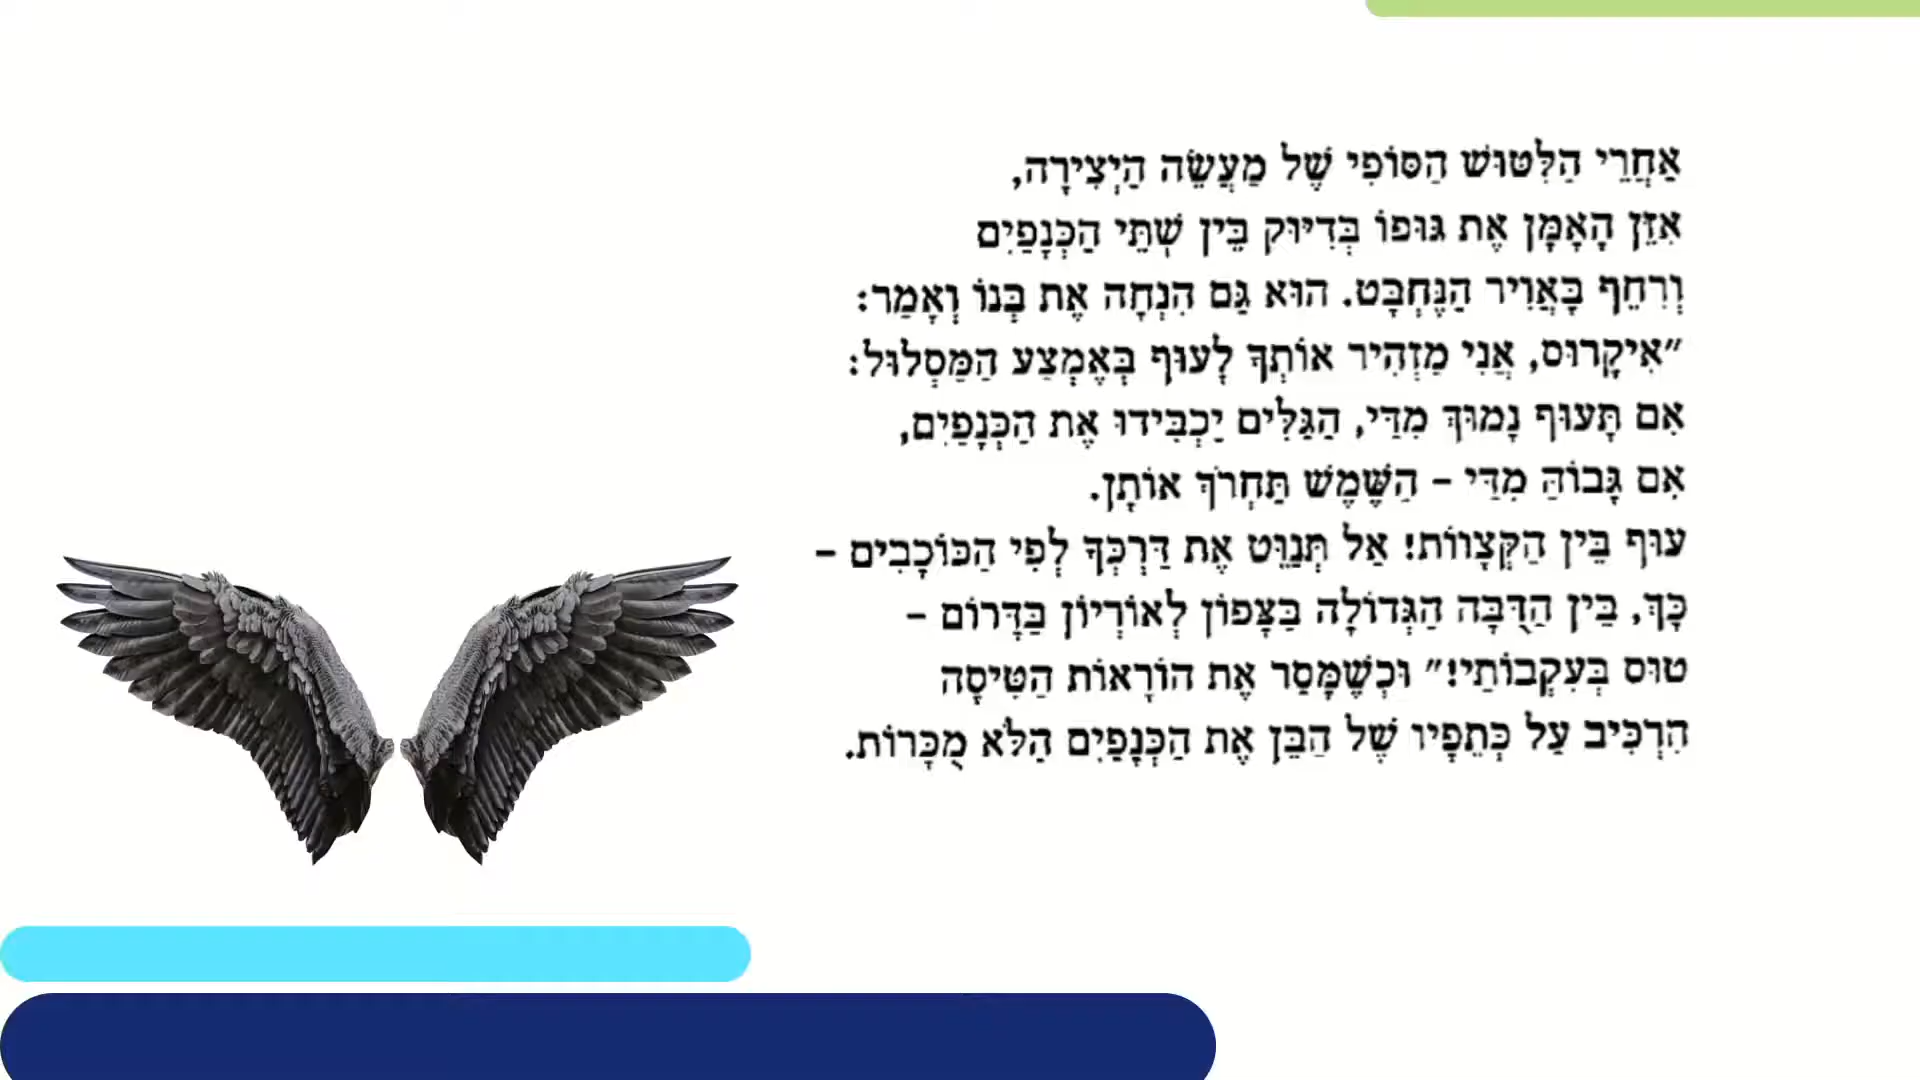 אַחֲרֵי הַלִּטּוּשׁ הַסּוֹפִי שֶׁל מַעֲשֵׂה הַיְצִירָה,
אִזֵּן הָאָמָּן אֶת גּוּפוֹ בְּדִיּוּק בֵּין שְׁתֵּי הַכְּנָפַיִם
וְרִחֵף בָּאֲוִיר הַנֶּחְבָּט. הוּא גַּם הִנְחָה אֶת בְּנוֹ וְאָמַר:
"אִיקָרוּס, אֲנִי מַזְהִיר אוֹתְךָ לָעוּף בְּאֶמְצַע הַמַּסְלוּל:
אִם תָּעוּף נָמוּךְ מִדַּי, הַגַּלִּים יַכְבִּידוּ אֶת הַכְּנָפַיִם,
אִם גָּבוֹהַּ מִדַּי – הַשֶּׁמֶשׁ תַּחְרֹךְ אוֹתָן.
עוּף בֵּין הַקְּצָווֹת! אַל תְּנַוֵּט אֶת דַּרְכְּךָ לְפִי הַכּוֹכָבִים –
כָּךְ, בֵּין הַדֻּבָּה הַגְּדוֹלָה בַּצָּפוֹן לְאוֹרְיוֹן בַּדָּרוֹם –
טוּס בְּעִקְבוֹתַי!" וּכְשֶׁמָּסַר אֶת הוֹרָאוֹת הַטִּיסָה
הִרְכִּיב עַל כְּתֵפָיו שֶׁל הַבֵּן אֶת הַכְּנָפַיִם הַלֹּא מֻכָּרוֹת.